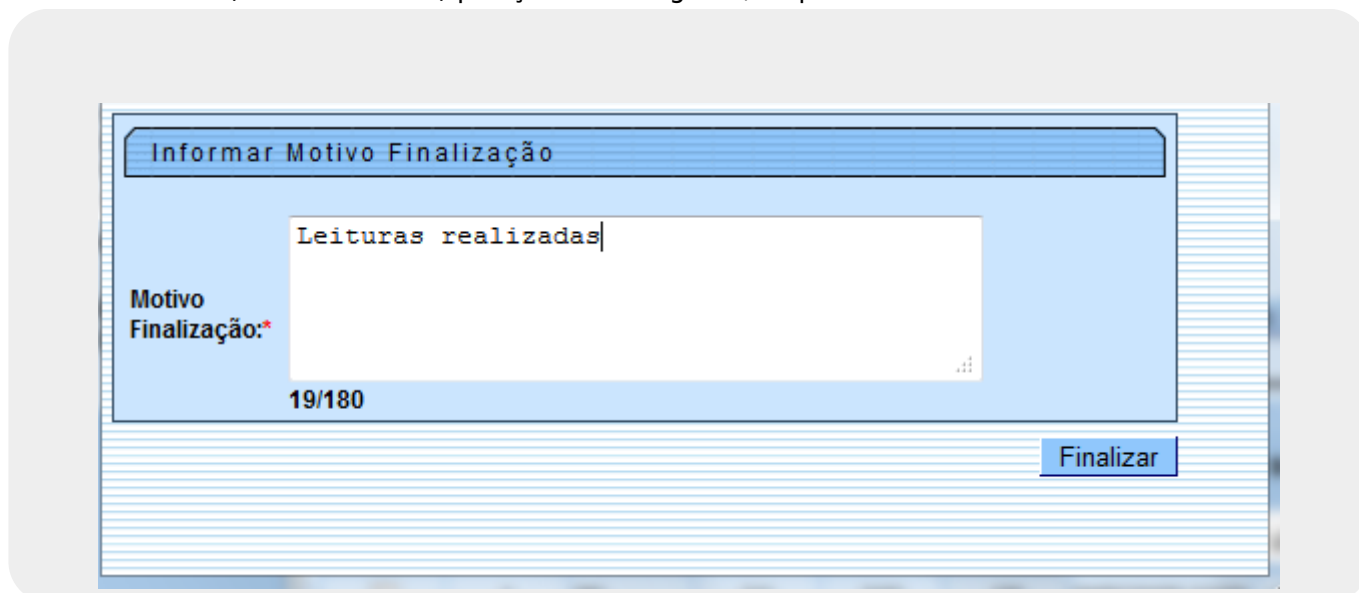 Informar Motivo Finalização
Leituras realizadas
Motivo
Finalização:*
19/180
Finalizar